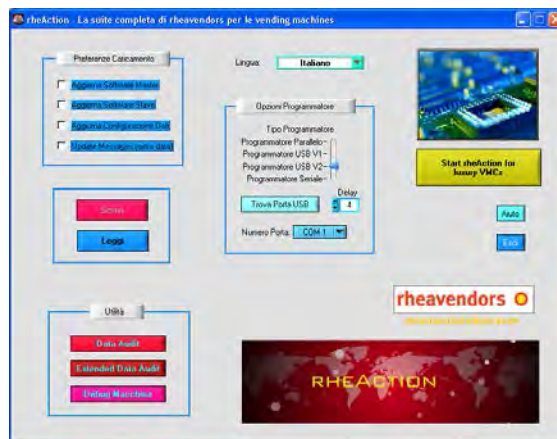 rheAction - La suite completa di rheavendors per le vending machines
Preferenze Caricamento
Aggiorna Software Master
Aggiorna Software Slave
Aggiorna Configurazione Dati
Update Messages (extra data)
Scrivi
Leggi
Utilità
Data Audit
Extended Data Audit
Debug Macchina
Lingua:
Italiano
Opzioni Programmatore
Tipo Programmatore
Programmatore Parallelo
Programmatore USB V1
Programmatore USB V2
Programmatore Seriale
Delay
Trova Porta USB
4
Numero Porta:
COM 1
Start rheAction for
luxury VMCs
Aiuto
Esci
rheavendors
RHEACTION